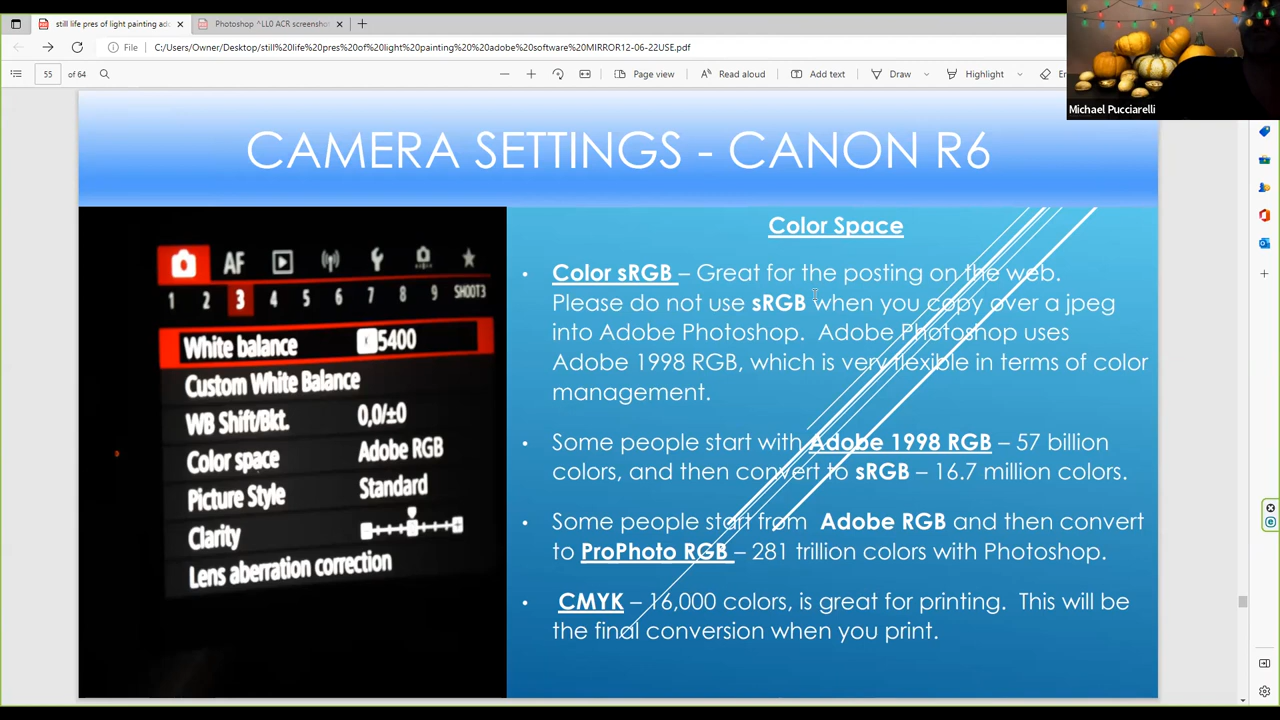 still life pres of light painting ado
Photoshop ^LL0 ACR screenshot
File C:/Users/Owner/Desktop/still%20life%20pres%20of%20light%20painting%20%20adobe%20software%20MIRROR12-06-22USE.pdf
55 of 64 Page view Read aloud Add text Draw Highlight
Michael Pucciarelli
CAMERA SETTINGS - CANON R6
AF
1 2 3 4 5 6 7 8 9 SHOOT3
White balance K 5400
Custom White Balance
WB Shift/Bkt. 0,0/±0
Color space Adobe RGB
Picture Style Standard
Clarity
Lens aberration correction
Color Space
• Color sRGB – Great for the posting on the web.
Please do not use sRGB when you copy over a jpeg
into Adobe Photoshop. Adobe Photoshop uses
Adobe 1998 RGB, which is very flexible in terms of color
management.
• Some people start with Adobe 1998 RGB – 57 billion
colors, and then convert to sRGB – 16.7 million colors.
• Some people start from Adobe RGB and then convert
to ProPhoto RGB – 281 trillion colors with Photoshop.
• CMYK – 16,000 colors, is great for printing. This will be
the final conversion when you print.